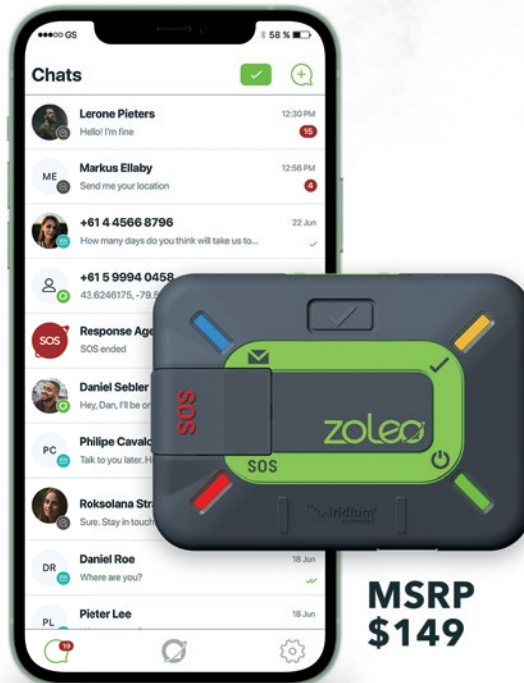 GS
58 %
Chats
Lerone Pieters
12:30 PM
Hello! I'm fine
15
ME
Markus Ellaby
12:56 PM
Send me your location
4
+61 4 4566 8796
22 Jun
How many days do you think will take us to...
+61 5 9994 0458
43.6246175, -79.5
SOS
Response Age
SOS ended
Daniel Sebler
Hey, Dan, I'll be on
PC
Philipe Cavalc
Talk to you later. H
Roksolana Stra
Sure. Stay in touch
DR
Daniel Roe
18 Jun
Where are you?
PL
Pieter Lee
18 Jun
19
SOS
zoleo
SOS
iridium
MSRP
$149